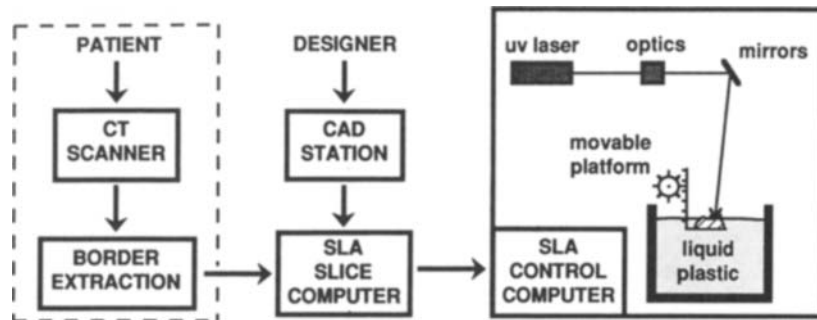 PATIENT
CT
SCANNER
BORDER
EXTRACTION
DESIGNER
CAD
STATION
SLA
SLICE
COMPUTER
uv laser
optics
mirrors
movable
platform
liquid
plastic
SLA
CONTROL
COMPUTER